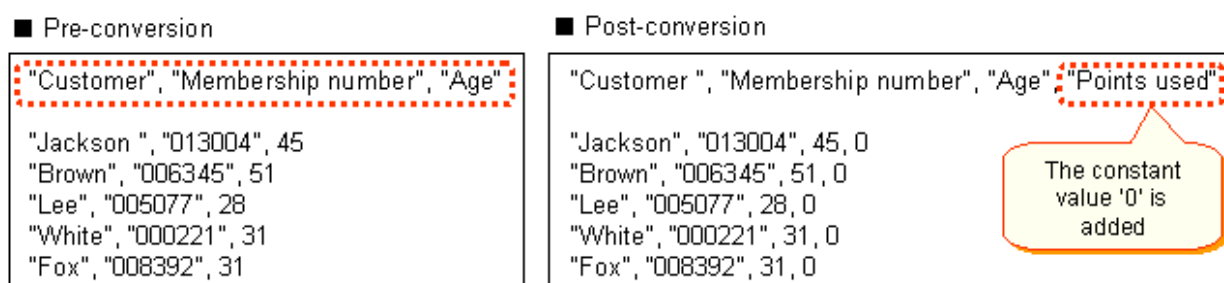 ■ Pre-conversion
"Customer", "Membership number", "Age"
"Jackson ", "013004", 45
"Brown", "006345", 51
"Lee", "005077", 28
"White", "000221", 31
"Fox", "008392", 31
■ Post-conversion
"Customer ", "Membership number", "Age", "Points used"
"Jackson", "013004", 45, 0
"Brown", "006345", 51, 0
"Lee", "005077", 28, 0
"White", "000221", 31, 0
"Fox", "008392", 31, 0
The constant
value '0' is
added